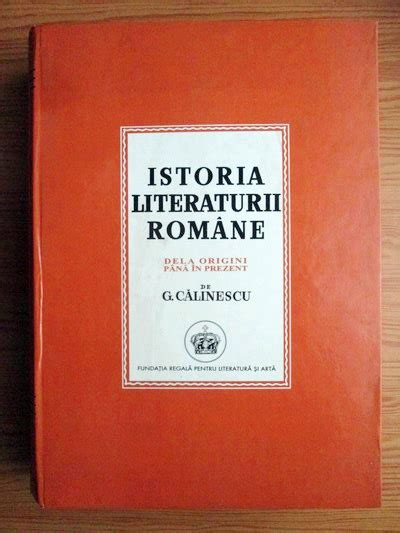 ISTORIA
LITERATURII
ROMÂNE
DELA ORIGINI
PÂNĂ ÎN PREZENT
DE
G. CĂLINESCU
FUNDAȚIA REGALĂ PENTRU LITERATURĂ ȘI ARTĂ